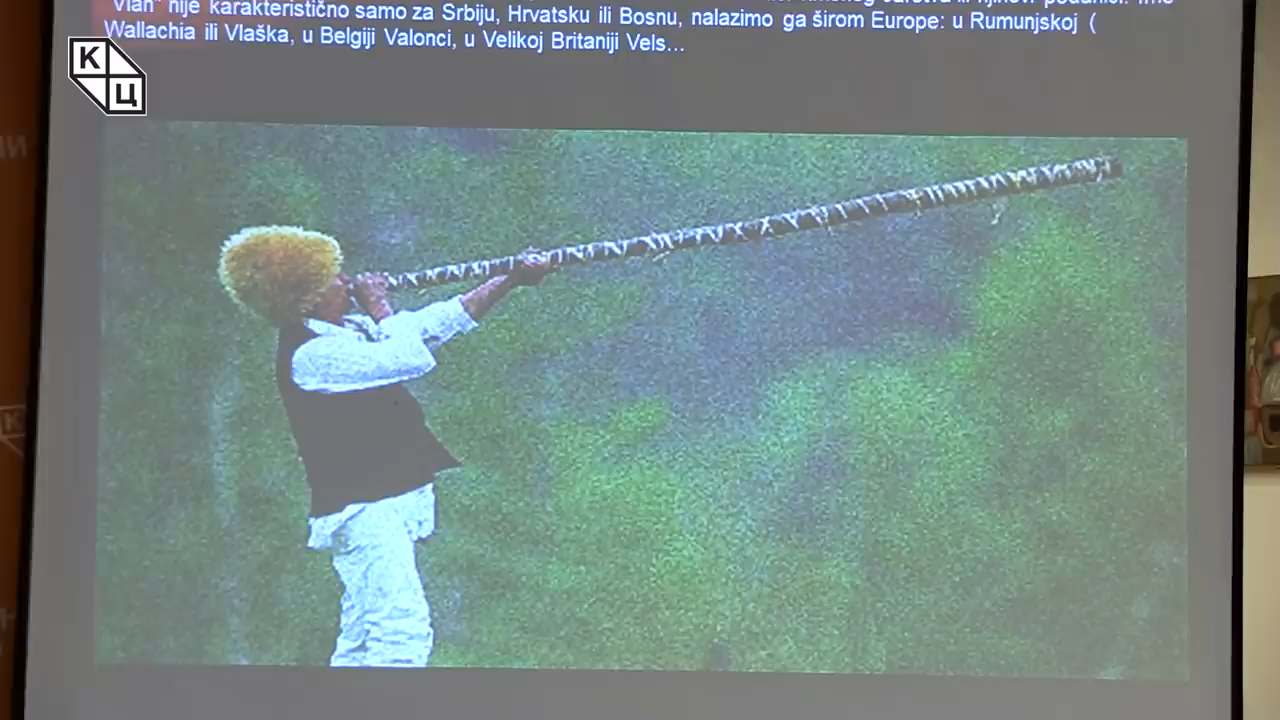 "Vlah" nije karakteristično samo za Srbiju, Hrvatsku ili Bosnu, nalazimo ga širom Europe: u Rumunjskoj (
Wallachia ili Vlaška, u Belgiji Valonci, u Velikoj Britaniji Vels...
К
Ц